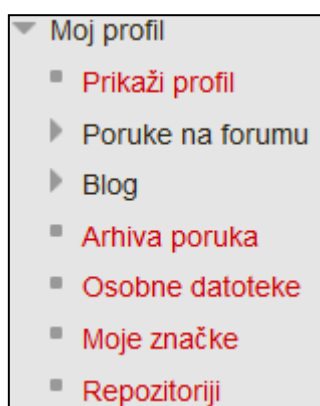 Moj profil
Prikaži profil
Poruke na forumu
Blog
Arhiva poruka
Osobne datoteke
Moje značke
Repozitoriji